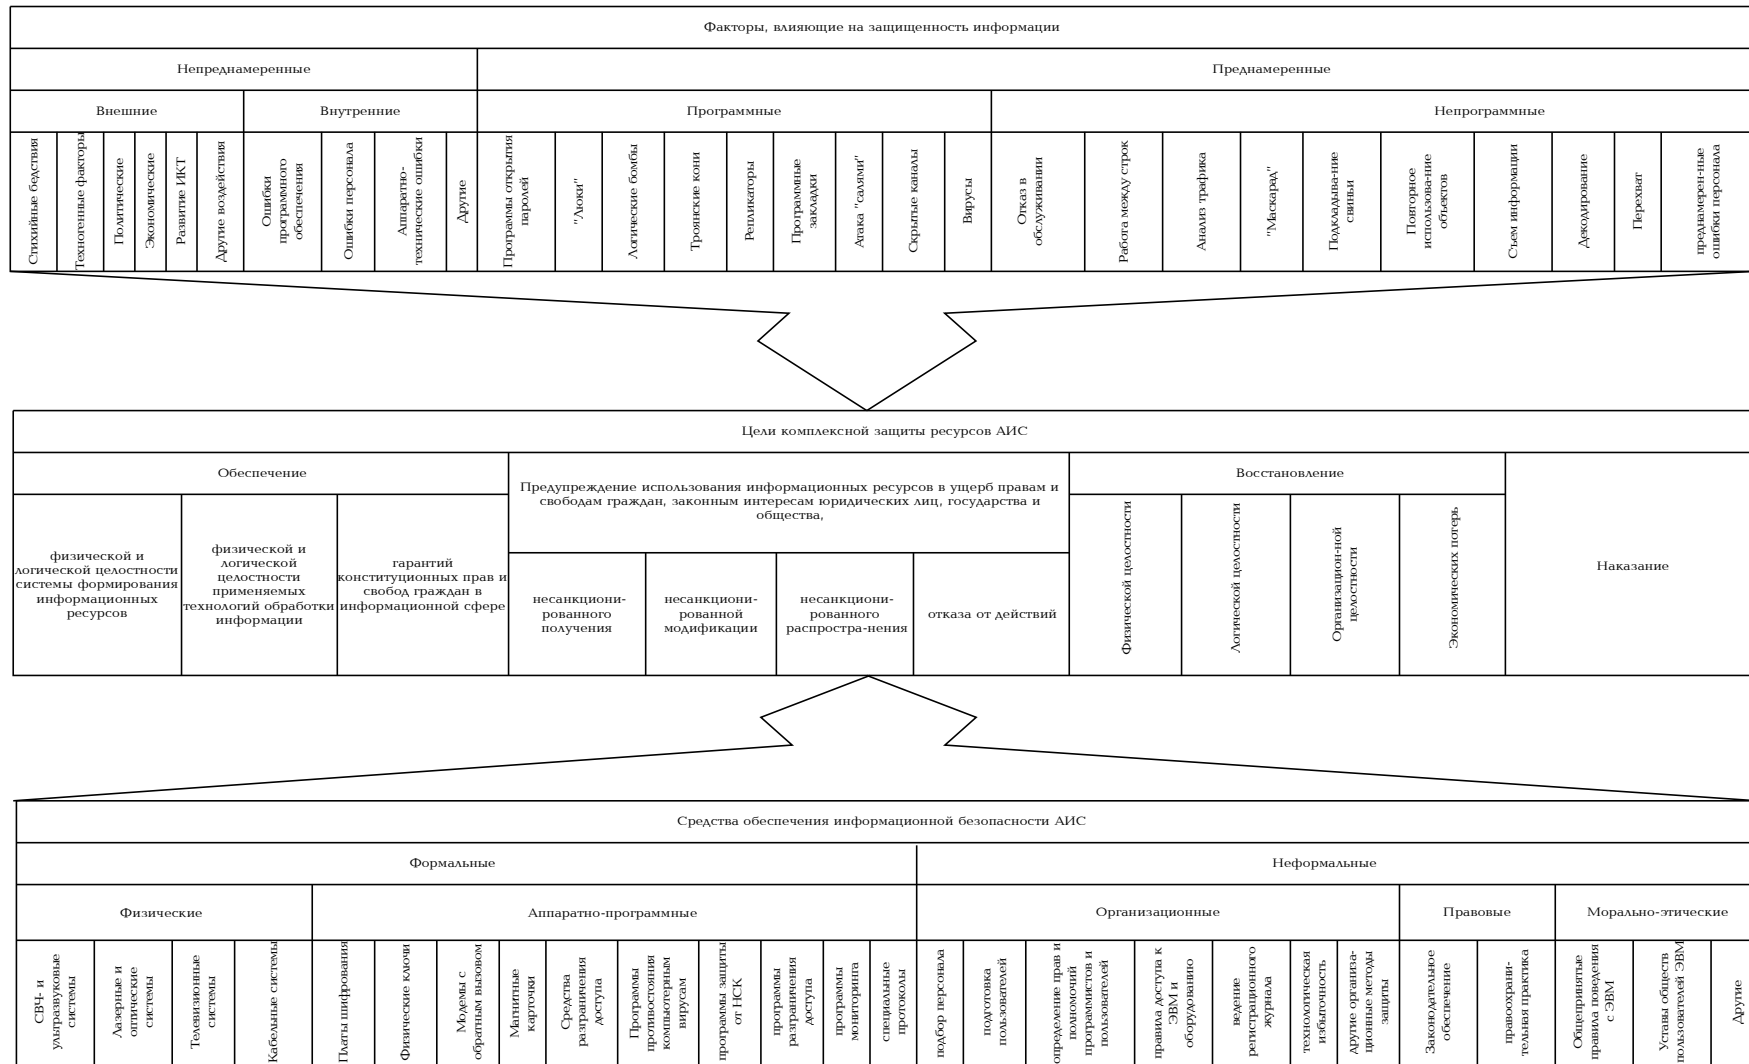 Факторы, влияющие на защищенность информации
Непреднамеренные
Преднамеренные
Внешние
Внутренние
Программные
Непрограммные
Стихийные бедствия
Техногенные факторы
Политические
Экономические
Развитие ИКТ
Другие воздействия
Ошибки
программного
обеспечения
Ошибки персонала
Аппаратно-
технические ошибки
Другие
Программы открытия
паролей
"Люки"
Логические бомбы
Троянские кони
Репликаторы
Программные
закладки
Атака "салями"
Скрытые каналы
Вирусы
Отказ в
обслуживании
Работа между строк
Анализ трафика
"Маскарад"
Подкладыва-ние
свиньи
Повторное
использова-ние
объектов
Съем информации
Декодирование
Перехват
преднамерен-ные
ошибки персонала
Цели комплексной защиты ресурсов АИС
Обеспечение
Предупреждение использования информационных ресурсов в ущерб правам и
свободам граждан, законным интересам юридических лиц, государства и
общества,
Восстановление
Наказание
физической и
логической целостности
системы формирования
информационных
ресурсов
физической и
логической
целостности
применяемых
технологий обработки
информации
гарантий
конституционных прав и
свобод граждан в
информационной сфере
несанкциони-
рованного
получения
несанкциони-
рованной
модификации
несанкциони-
рованного
распростра-нения
отказа от действий
Физической целостности
Логической целостности
Организацион-ной
целостности
Экономических потерь
Средства обеспечения информационной безопасности АИС
Формальные
Неформальные
Физические
Аппаратно-программные
Организационные
Правовые
Морально-этические
СВЧ- и
ультразвуковые
системы
Лазерные и
оптические
системы
Телевизионные
системы
Кабельные системы
Платы шифрования
Физические ключи
Модемы с
обратным вызовом
Магнитные
карточки
Средства
разграничения
доступа
Программы
противостояния
компьютерным
вирусам
программы защиты
от НСК
программы
разграничения
доступа
программы
мониторинга
специальные
протоколы
подбор персонала
подготовка
пользователей
определение прав и
полномочий
программистов и
пользователей
правила доступа к
ЭВМ и
оборудованию
ведение
регистрационного
журнала
технологическая
избыточность
другие организа-
ционные методы
защиты
Законодательное
обеспечение
правоохрани-
тельная практика
Общепринятые
правила поведения
с ЭВМ
Уставы обществ
пользователей ЭВМ
Другие